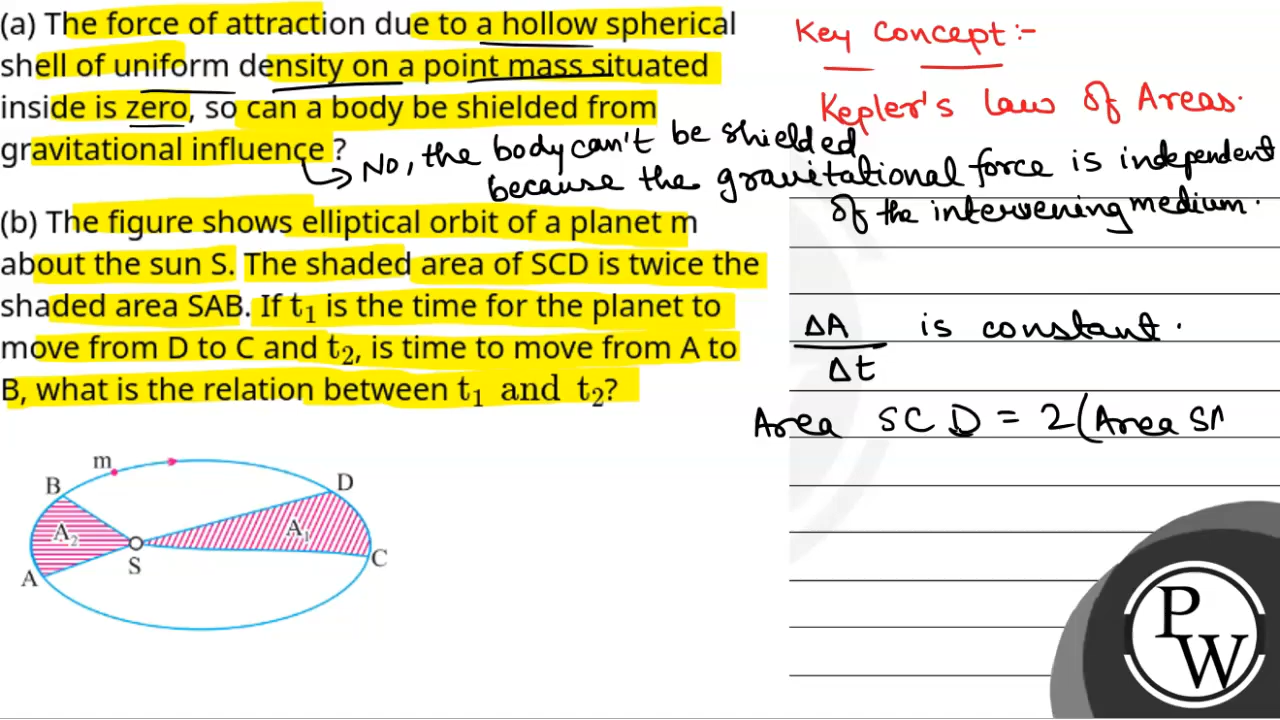 (a) The force of attraction due to a hollow spherical
shell of uniform density on a point mass situated
inside is zero, so can a body be shielded from
gravitational influence ?
No, the body can't be shielded
because the gravitational force is independent
of the intervening medium.
(b) The figure shows elliptical orbit of a planet m
about the sun S. The shaded area of SCD is twice the
shaded area SAB. If t₁ is the time for the planet to
move from D to C and t₂, is time to move from A to
B, what is the relation between t₁ and t₂?
m
B
D
A₂
A₁
S
A
C
Key Concept:-
Kepler's law of Areas.
ΔA/Δt is constant.
Area SCD = 2(Area SA
P
W